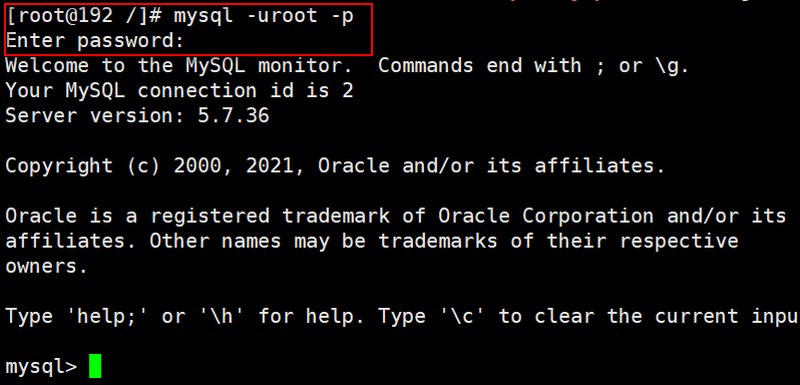 [root@192 /]# mysql -uroot -p
Enter password:
Welcome to the MySQL monitor.  Commands end with ; or \g.
Your MySQL connection id is 2
Server version: 5.7.36
Copyright (c) 2000, 2021, Oracle and/or its affiliates.
Oracle is a registered trademark of Oracle Corporation and/or its
affiliates. Other names may be trademarks of their respective
owners.
Type 'help;' or '\h' for help. Type '\c' to clear the current inpu
mysql>